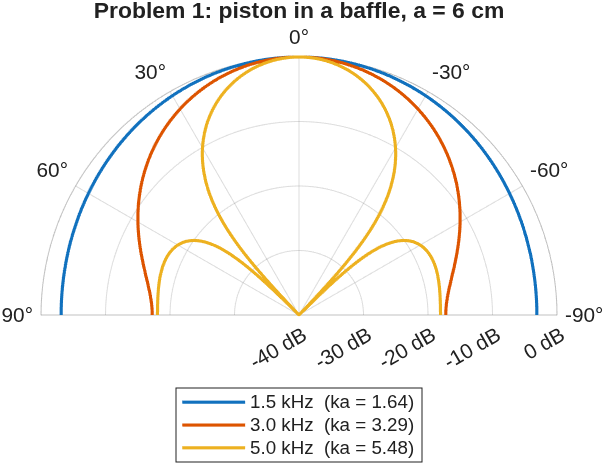 Problem 1: piston in a baffle, a = 6 cm
0°
30°
-30°
60°
-60°
90°
-90°
-40 dB
-30 dB
-20 dB
-10 dB
0 dB
1.5 kHz  (ka = 1.64)
3.0 kHz  (ka = 3.29)
5.0 kHz  (ka = 5.48)